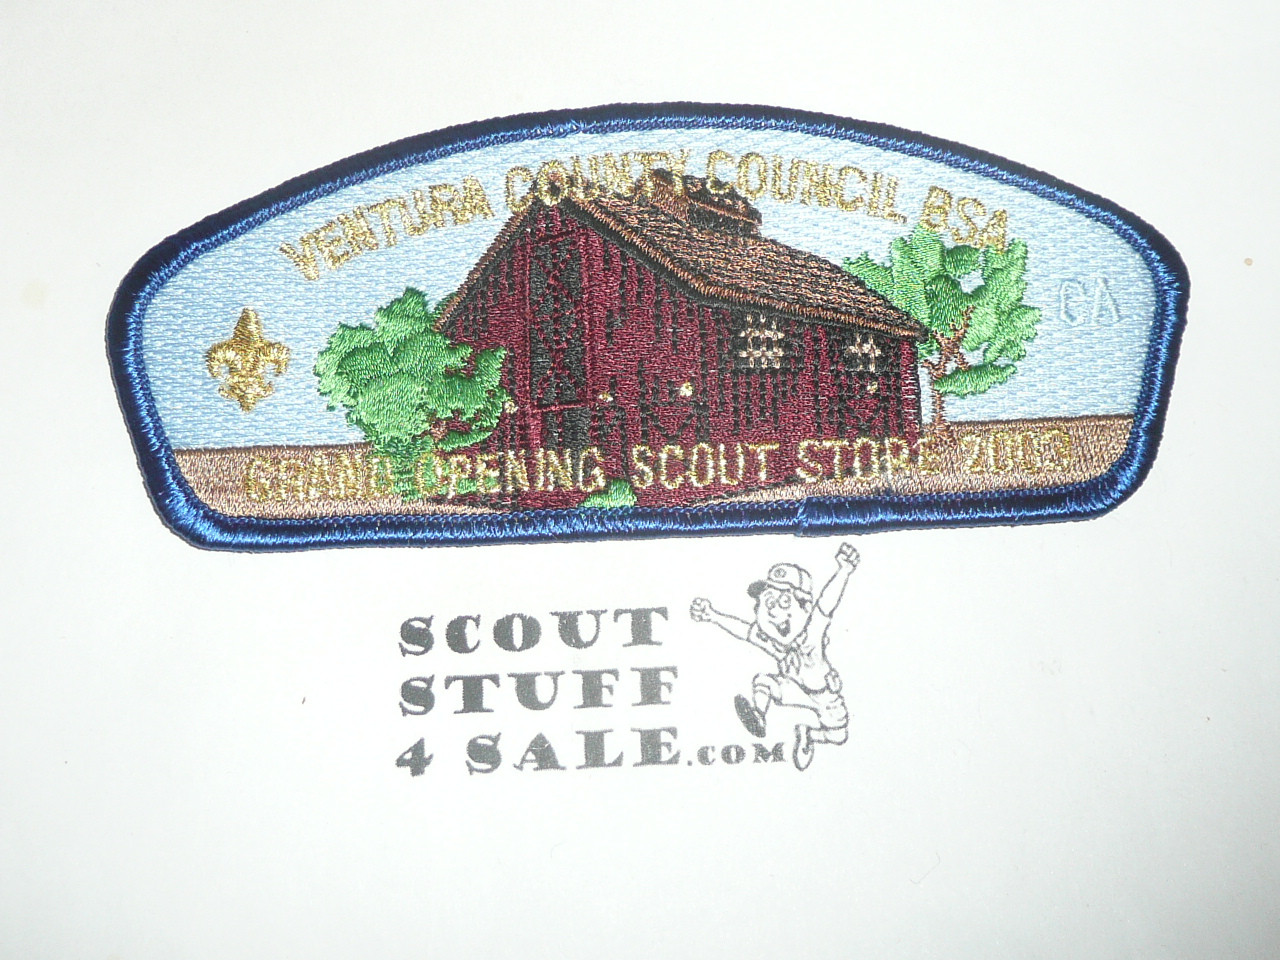 VENTURA COUNTY COUNCIL BSA
CA
GRAND OPENING SCOUT STORE 2003
SCOUT
STUFF
4 SALE.COM